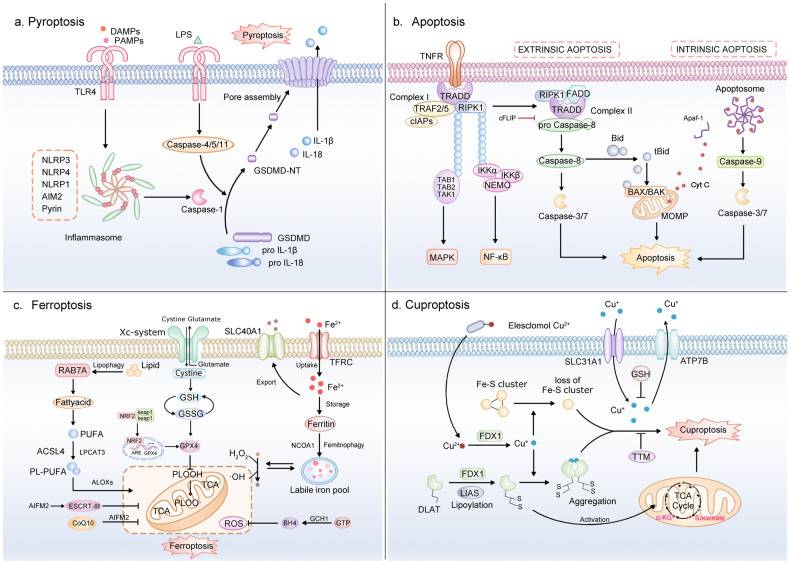 a. Pyroptosis
DAMPs
PAMPs
LPS
Pyroptosis
IL-1β
IL-18
TLR4
Pore assembly
IL-1β
IL-18
Caspase-4/5/11
GSDMD-NT
NLRP3
NLRP4
NLRP1
AIM2
Pyrin
Caspase-1
Inflammasome
GSDMD
pro IL-1β
pro IL-18
b. Apoptosis
TNFR
EXTRINSIC AOPTOSIS
INTRINSIC AOPTOSIS
Complex I
TRADD
TRAF2/5
RIPK1
cIAPs
RIPK1
FADD
TRADD
Complex II
cFLIP
pro Caspase-8
Apoptosome
Apaf-1
Caspase-8
Bid
tBid
Caspase-9
TAB1
TAB2
TAK1
IKKα
IKKβ
NEMO
BAX/BAK
Cyt C
MOMP
Caspase-3/7
Caspase-3/7
MAPK
NF-κB
Apoptosis
c. Ferroptosis
Cystine Glutamate
Xc-system
SLC40A1
Fe²⁺
TFRC
RAB7A
Lipophagy
Lipid
Glutamate
Cystine
Uptake
Export
Fe²⁺
Fattyacid
GSH
GSSG
Storage
Ferritin
NRF2
keap1
keap1
PUFA
NRF2
ARE
GPX4
GPX4
NCOA1
Ferritinophagy
ACSL4
LPCAT3
PL-PUFA
H₂O₂
·OH
Labile iron pool
ALOXs
PLOOH
TCA
PLOO·
TCA
AIFM2
ESCRT-III
CoQ10
AIFM2
ROS
BH4
GCH1
GTP
Ferroptosis
d. Cuproptosis
Elesclomol Cu²⁺
Cu⁺
Cu⁺
SLC31A1
ATP7B
Fe-S cluster
loss of
Fe-S cluster
GSH
Cu⁺
Cu²⁺
FDX1
Cu⁺
Cuproptosis
TTM
FDX1
LIAS
DLAT
Lipoylation
S
S
S
S
S
S
Aggregation
Activation
TCA
Cycle
α-KG
Succinate